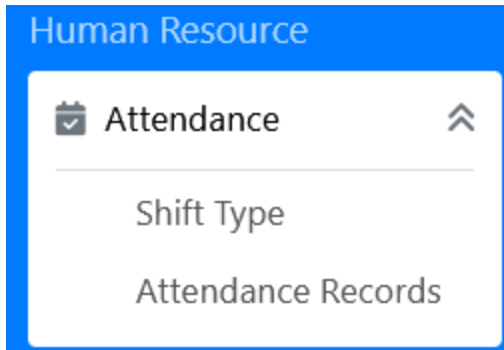 Human Resource
Attendance
Shift Type
Attendance Records